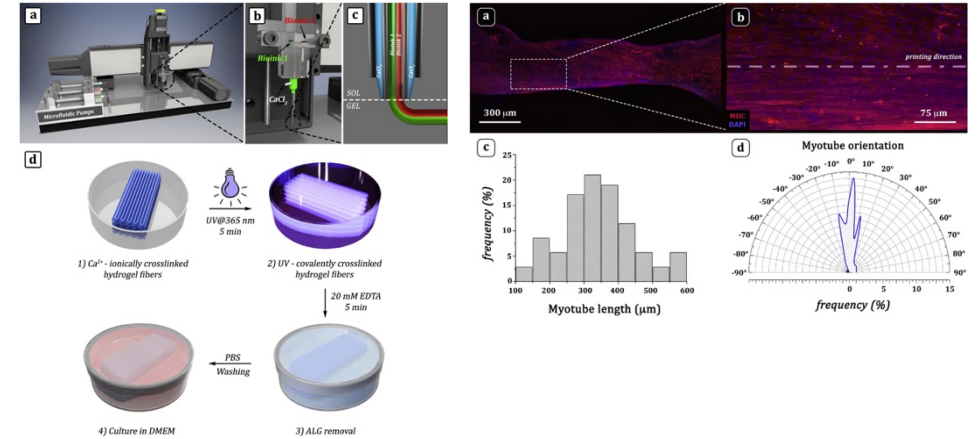 a
b
c
Microfluidic Pumps
Bioink 2
Bioink 1
CaCl₂
CaCl₂
Bioink 1
Bioink 2
CaCl₂
SOL
GEL
d
UV@365 nm
5 min
1) Ca²⁺ - ionically crosslinked
hydrogel fibers
2) UV - covalently crosslinked
hydrogel fibers
20 mM EDTA
5 min
PBS
Washing
4) Culture in DMEM
3) ALG removal
a
300 μm
b
printing direction
MHC
DAPI
75 μm
c
frequency (%)
25
20
15
10
5
0
100
200
300
400
500
600
Myotube length (μm)
d
Myotube orientation
-90°
-80°
-70°
-60°
-50°
-40°
-30°
-20°
-10°
0°
10°
20°
30°
40°
50°
60°
70°
80°
90°
0
5
10
15
frequency (%)